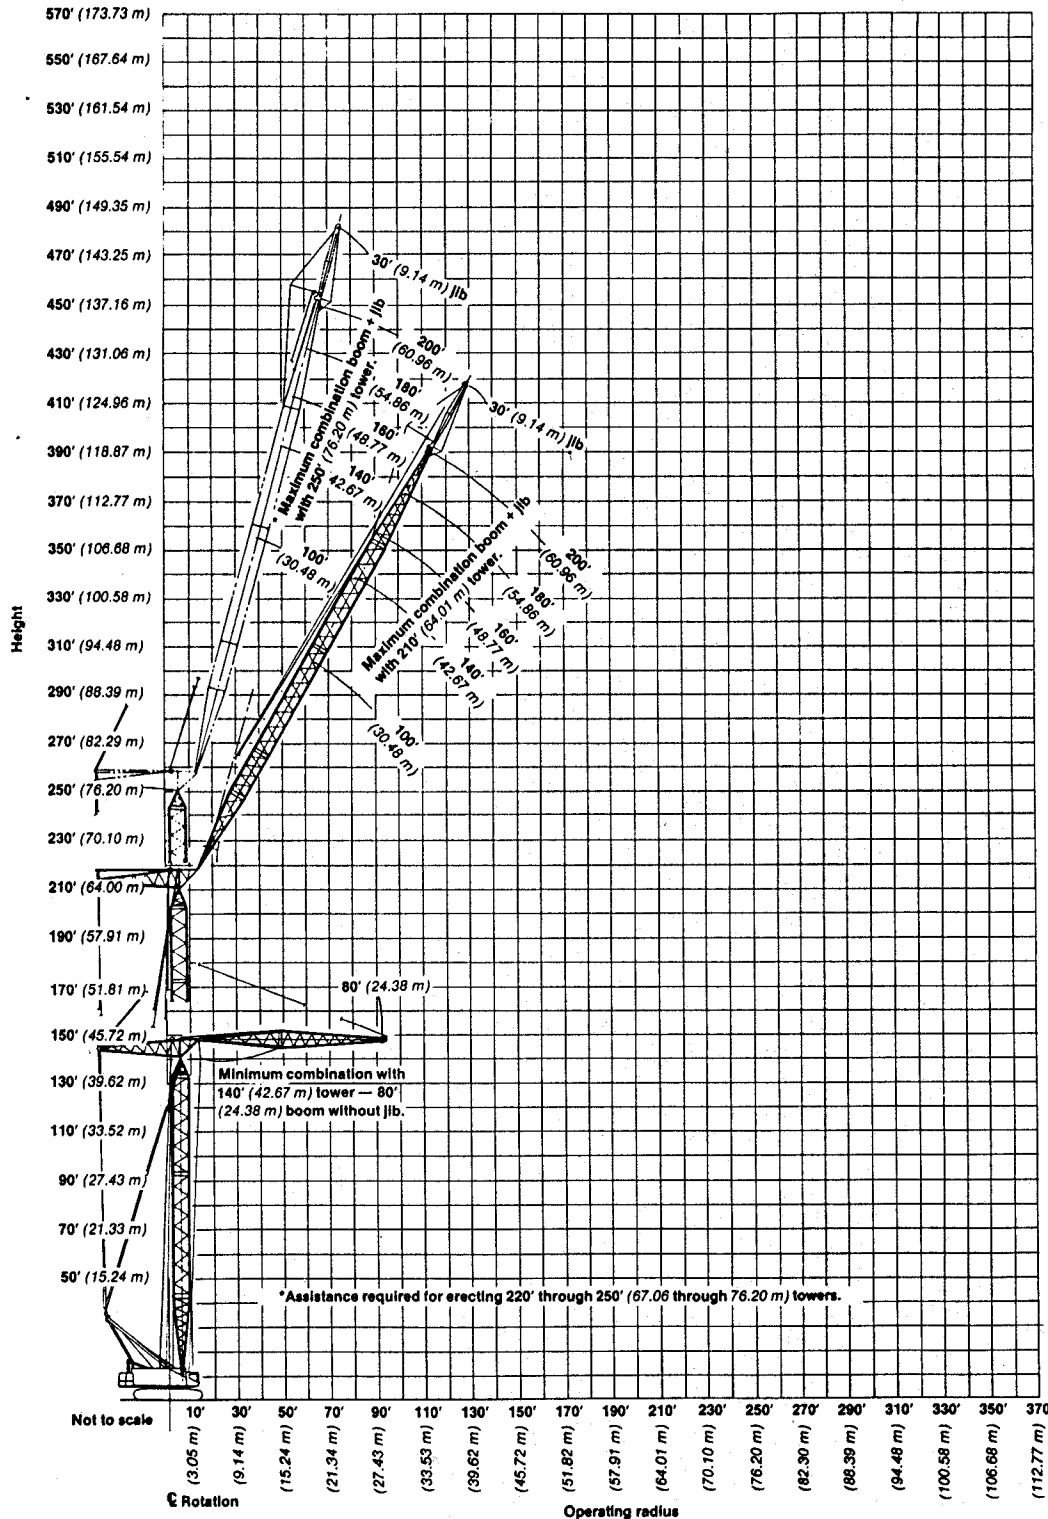 570' (173.73 m)
550' (167.64 m)
530' (161.54 m)
510' (155.54 m)
490' (149.35 m)
470' (143.25 m)
450' (137.16 m)
430' (131.06 m)
410' (124.96 m)
390' (118.87 m)
370' (112.77 m)
350' (106.68 m)
330' (100.58 m)
310' (94.48 m)
290' (88.39 m)
270' (82.29 m)
250' (76.20 m)
230' (70.10 m)
210' (64.00 m)
190' (57.91 m)
170' (51.81 m)
150' (45.72 m)
130' (39.62 m)
110' (33.52 m)
90' (27.43 m)
70' (21.33 m)
50' (15.24 m)
Height
30' (9.14 m) jib
* Maximum combination boom + jib
with 250' (76.20 m) tower.
200'
(60.96 m)
180'
(54.86 m)
160'
(48.77 m)
140'
42.67 m)
100'
(30.48 m)
30' (9.14 m) jib
Maximum combination boom + jib
with 210' (64.01 m) tower.
200'
(60.96 m)
180'
(54.86 m)
160'
(48.77 m)
140'
(42.67 m)
100'
(30.48 m)
80' (24.38 m)
Minimum combination with
140' (42.67 m) tower — 80'
(24.38 m) boom without jib.
*Assistance required for erecting 220' through 250' (67.06 through 76.20 m) towers.
Not to scale
10' 30' 50' 70' 90' 110' 130' 150' 170' 190' 210' 230' 250' 270' 290' 310' 330' 350' 370'
(3.05 m) (9.14 m) (15.24 m) (21.34 m) (27.43 m) (33.53 m) (39.62 m) (45.72 m) (51.82 m) (57.91 m) (64.01 m) (70.10 m) (76.20 m) (82.30 m) (88.39 m) (94.48 m) (100.58 m) (106.68 m) (112.77 m)
℄ Rotation
Operating radius